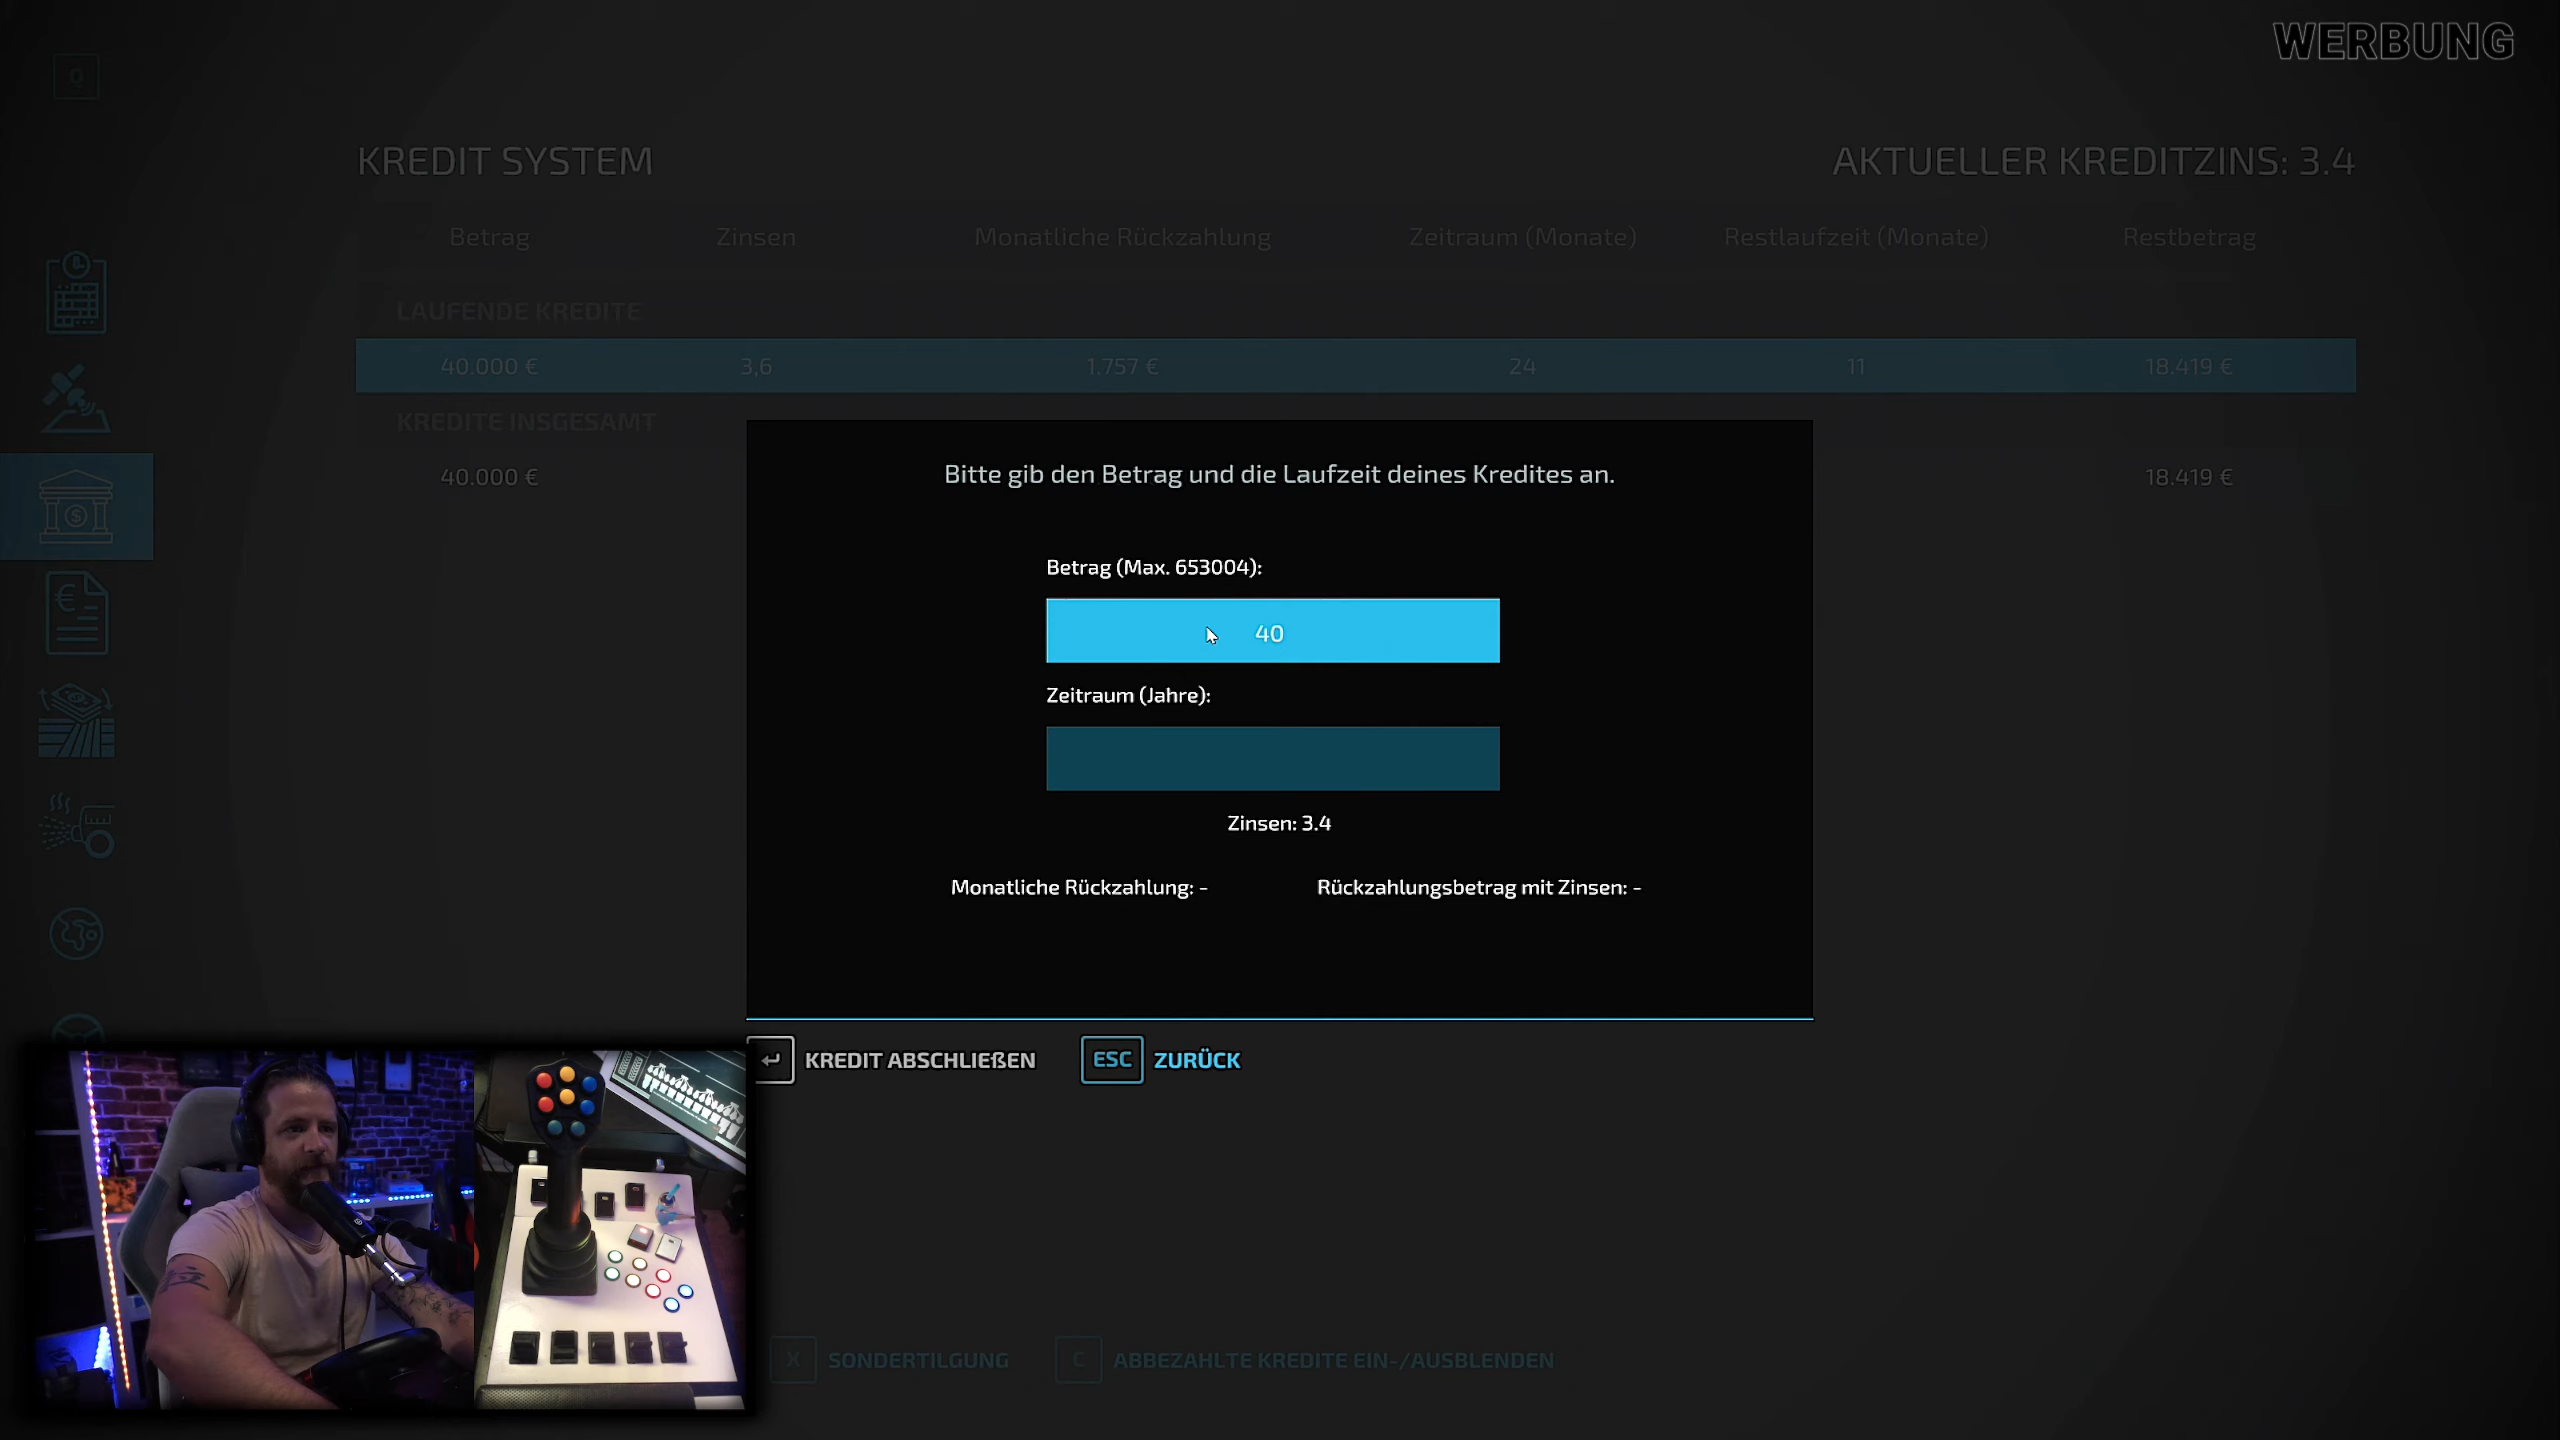 WERBUNG
Q
KREDIT SYSTEM
AKTUELLER KREDITZINS: 3.4
Betrag Zinsen Monatliche Rückzahlung Zeitraum (Monate) Restlaufzeit (Monate) Restbetrag
LAUFENDE KREDITE
40.000 € 3,6 1.757 € 24 11 18.419 €
KREDITE INSGESAMT
40.000 € 18.419 €
Bitte gib den Betrag und die Laufzeit deines Kredites an.
Betrag (Max. 653004):
40
Zeitraum (Jahre):
Zinsen: 3.4
Monatliche Rückzahlung: - Rückzahlungsbetrag mit Zinsen: -
KREDIT ABSCHLIEẞEN ESC ZURÜCK
X SONDERTILGUNG C ABBEZAHLTE KREDITE EIN-/AUSBLENDEN